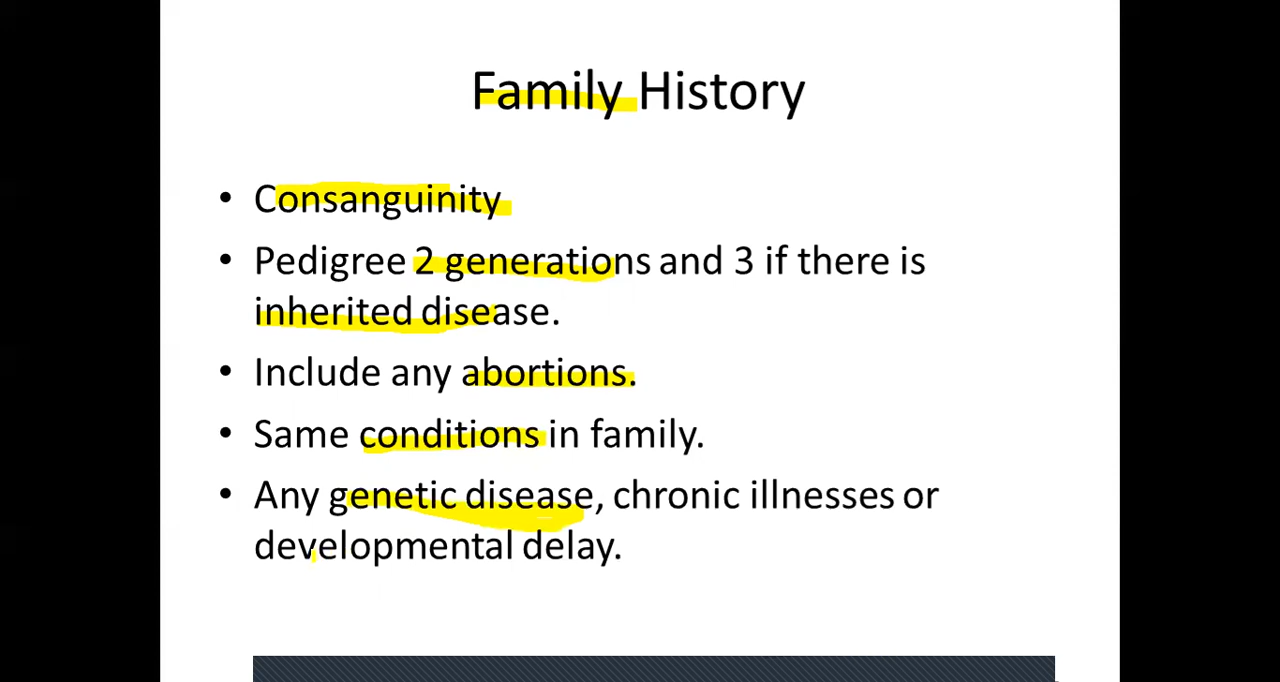 Family History
• Consanguinity
• Pedigree 2 generations and 3 if there is
inherited disease.
• Include any abortions.
• Same conditions in family.
• Any genetic disease, chronic illnesses or
developmental delay.